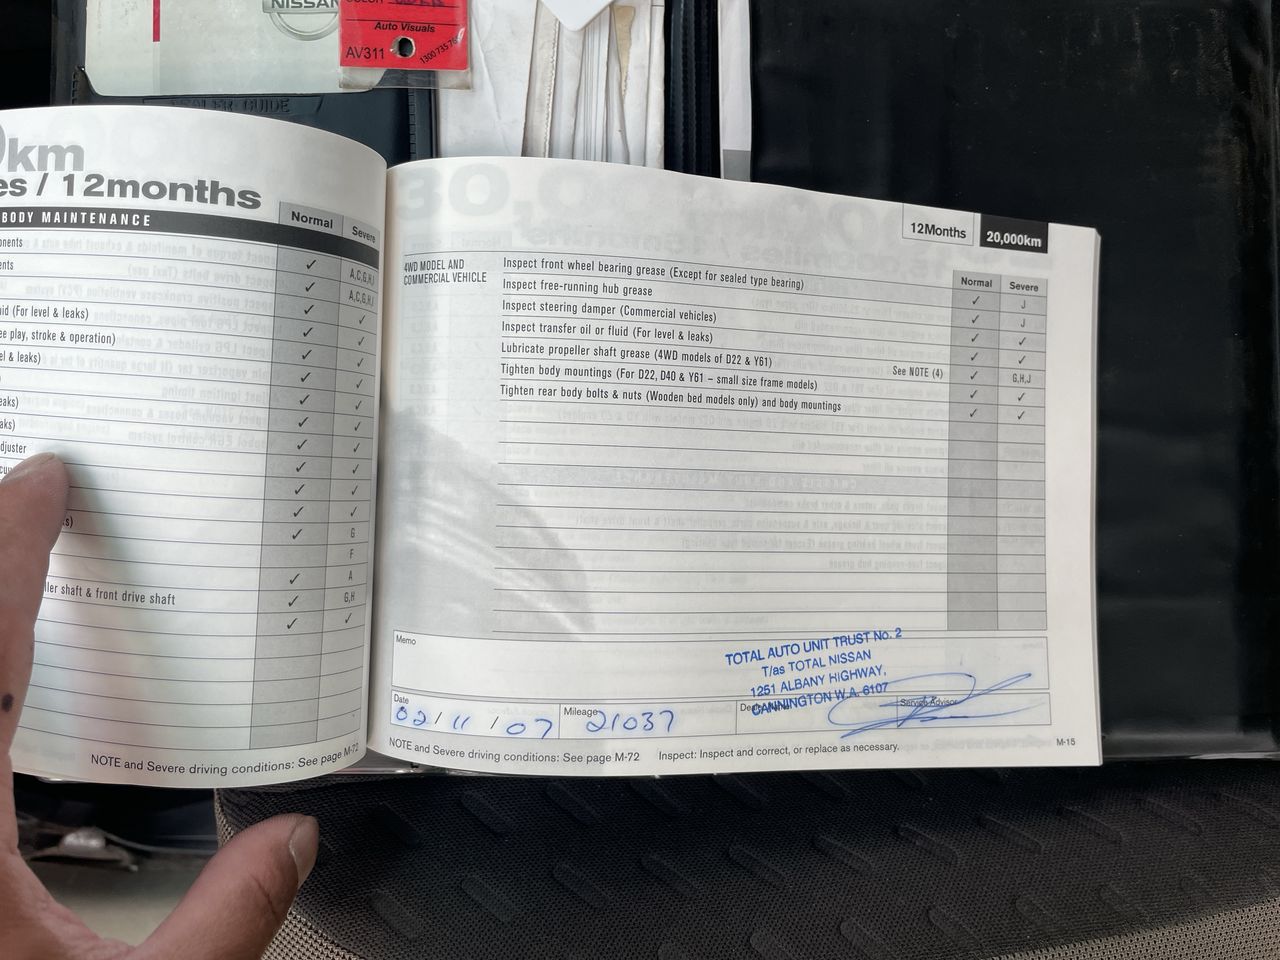 NISSAN
Auto Visuals
AV311
DEALER GUIDE
km
es / 12months
BODY MAINTENANCE
Normal
Severe
onents
✓ A,C,G,H,I
ents
✓ A,C,G,H,I
✓ ✓
uid (For level & leaks)
✓ ✓
ee play, stroke & operation)
✓ ✓
el & leaks)
✓ ✓
✓ ✓
eaks)
✓ ✓
aks)
✓ ✓
djuster
✓ ✓
✓ ✓
✓ ✓
ks)
✓ G
F
✓ A
ller shaft & front drive shaft
✓ G,H
✓ ✓
NOTE and Severe driving conditions: See page M-72
12Months 20,000km
4WD MODEL AND
COMMERCIAL VEHICLE
Normal Severe
Inspect front wheel bearing grease (Except for sealed type bearing) ✓ J
Inspect free-running hub grease ✓ J
Inspect steering damper (Commercial vehicles) ✓ ✓
Inspect transfer oil or fluid (For level & leaks) ✓ ✓
Lubricate propeller shaft grease (4WD models of D22 & Y61) See NOTE (4) ✓ G,H,J
Tighten body mountings (For D22, D40 & Y61 – small size frame models) ✓ ✓
Tighten rear body bolts & nuts (Wooden bed models only) and body mountings ✓ ✓
Memo
TOTAL AUTO UNIT TRUST No. 2
T/as TOTAL NISSAN
1251 ALBANY HIGHWAY,
CANNINGTON W.A. 6107
Date
02/11/07
Mileage
21037
Service Advisor
NOTE and Severe driving conditions: See page M-72 Inspect: Inspect and correct, or replace as necessary.
M-15